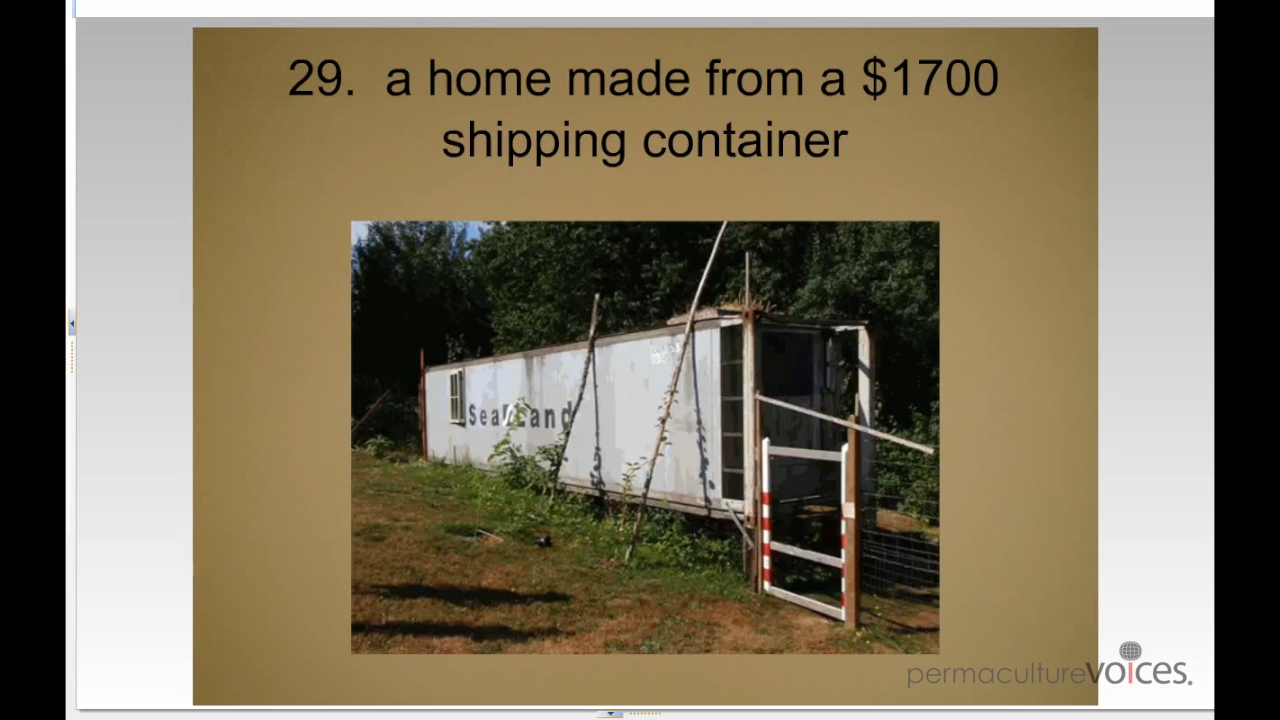 29. a home made from a $1700
shipping container
SeaLand
permaculturevoices.